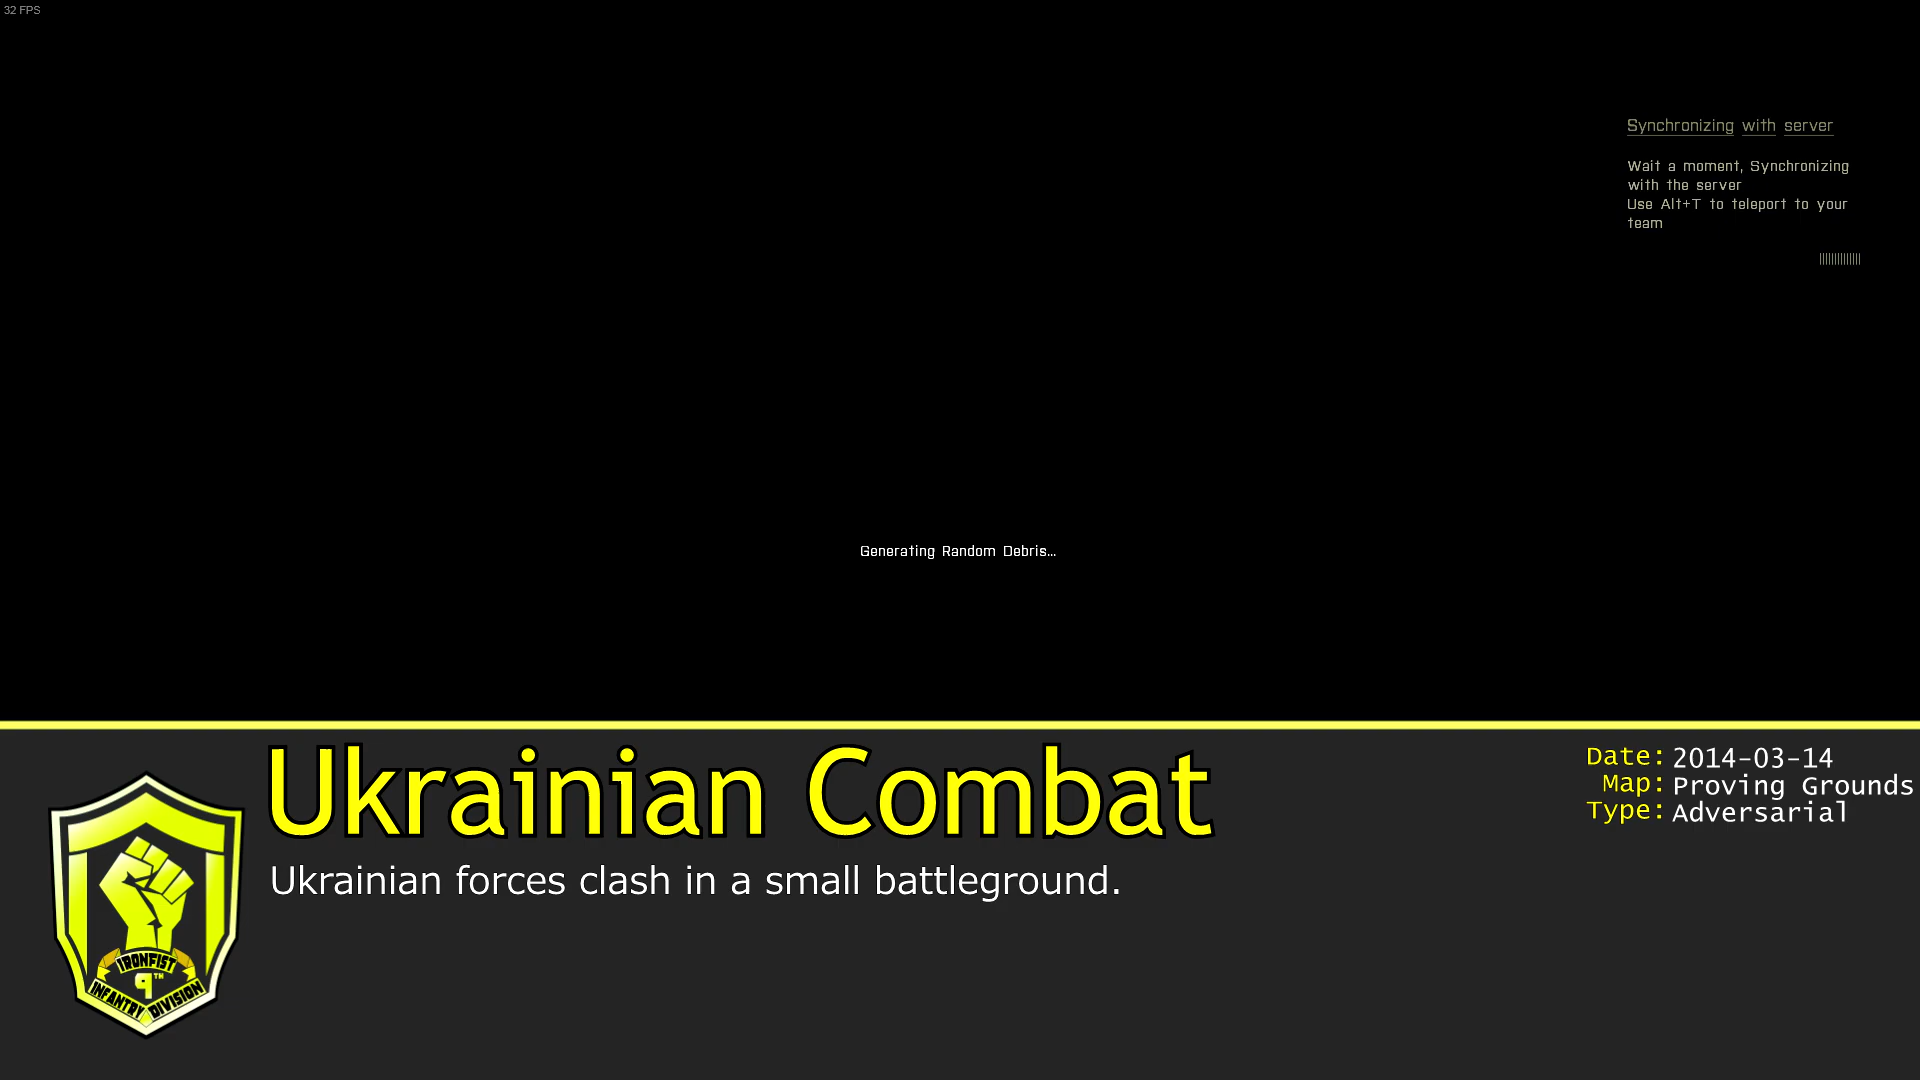 32 FPS
Synchronizing with server
Wait a moment, Synchronizing
with the server
Use Alt+T to teleport to your
team
Generating Random Debris...
Ukrainian Combat
Ukrainian forces clash in a small battleground.
Date: 2014-03-14
Map: Proving Grounds
Type: Adversarial
IRONFIST
9TH
INFANTRY DIVISION